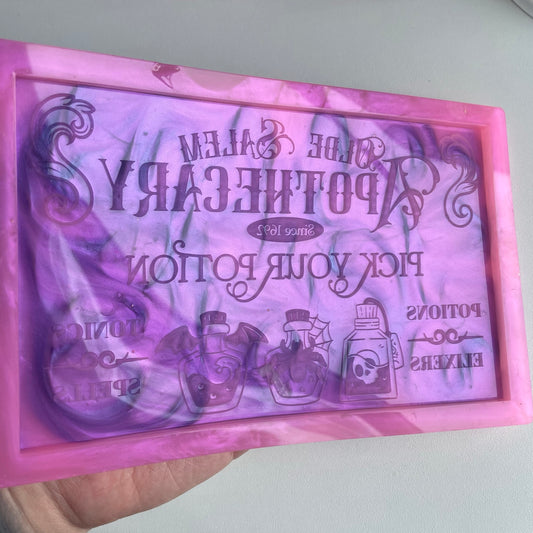 OLDE SALEM
APOTHECARY
Since 1692
PICK YOUR POTION
POTIONS
ELIXERS
TONICS
SPELLS